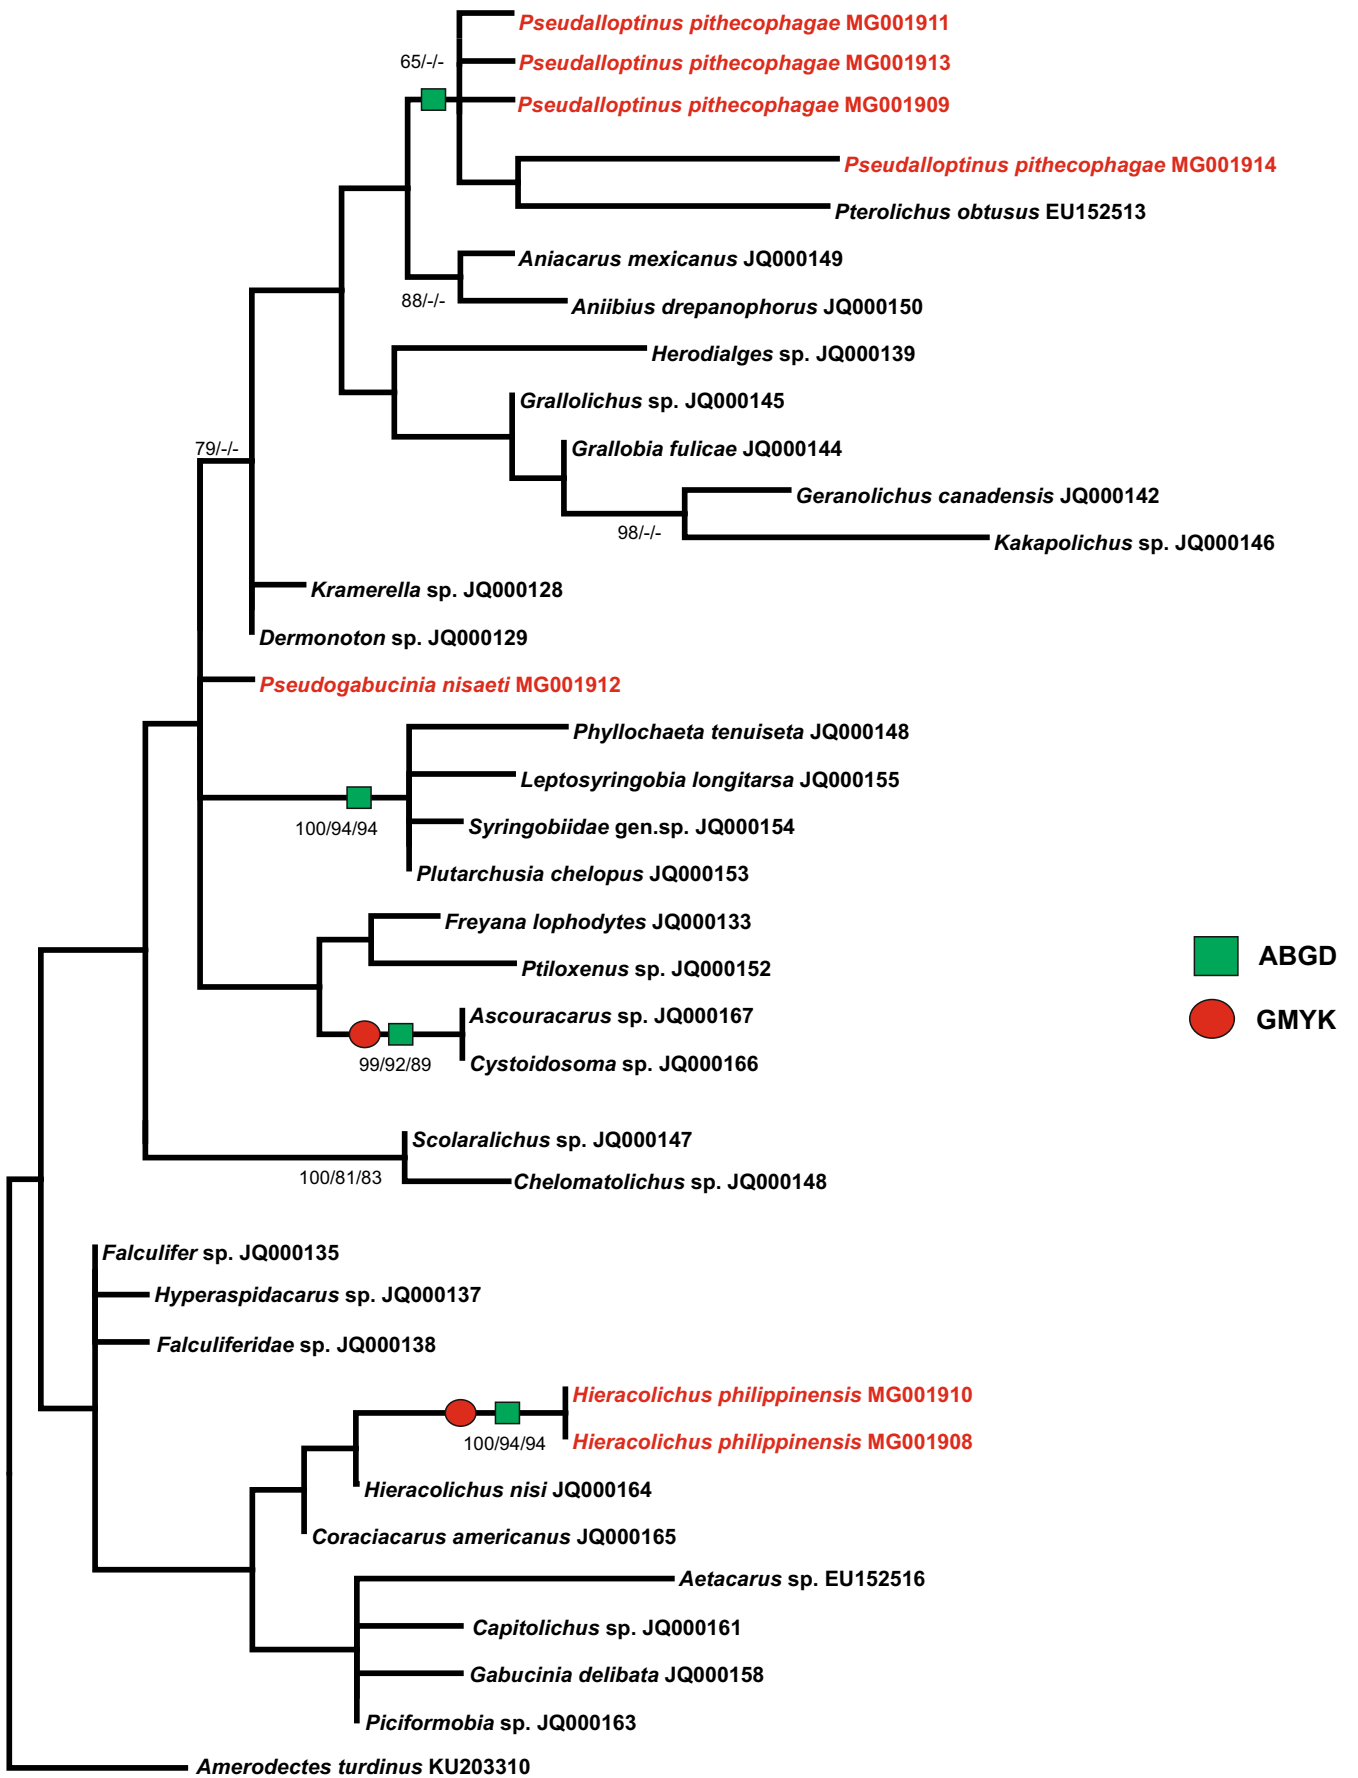 Pseudalloptinus pithecophagae MG001911
65/-/-
Pseudalloptinus pithecophagae MG001913
Pseudalloptinus pithecophagae MG001909
Pseudalloptinus pithecophagae MG001914
Pterolichus obtusus EU152513
Aniacarus mexicanus JQ000149
88/-/-
Aniibius drepanophorus JQ000150
Herodialges sp. JQ000139
Grallolichus sp. JQ000145
79/-/-
Grallobia fulicae JQ000144
Geranolichus canadensis JQ000142
98/-/-
Kakapolichus sp. JQ000146
Kramerella sp. JQ000128
Dermonoton sp. JQ000129
Pseudogabucinia nisaeti MG001912
Phyllochaeta tenuiseta JQ000148
Leptosyringobia longitarsa JQ000155
100/94/94
Syringobiidae gen.sp. JQ000154
Plutarchusia chelopus JQ000153
Freyana lophodytes JQ000133
Ptiloxenus sp. JQ000152
ABGD
Ascouracarus sp. JQ000167
GMYK
99/92/89
Cystoidosoma sp. JQ000166
Scolaralichus sp. JQ000147
100/81/83
Chelomatolichus sp. JQ000148
Falculifer sp. JQ000135
Hyperaspidacarus sp. JQ000137
Falculiferidae sp. JQ000138
Hieracolichus philippinensis MG001910
100/94/94
Hieracolichus philippinensis MG001908
Hieracolichus nisi JQ000164
Coraciacarus americanus JQ000165
Aetacarus sp. EU152516
Capitolichus sp. JQ000161
Gabucinia delibata JQ000158
Piciformobia sp. JQ000163
Amerodectes turdinus KU203310